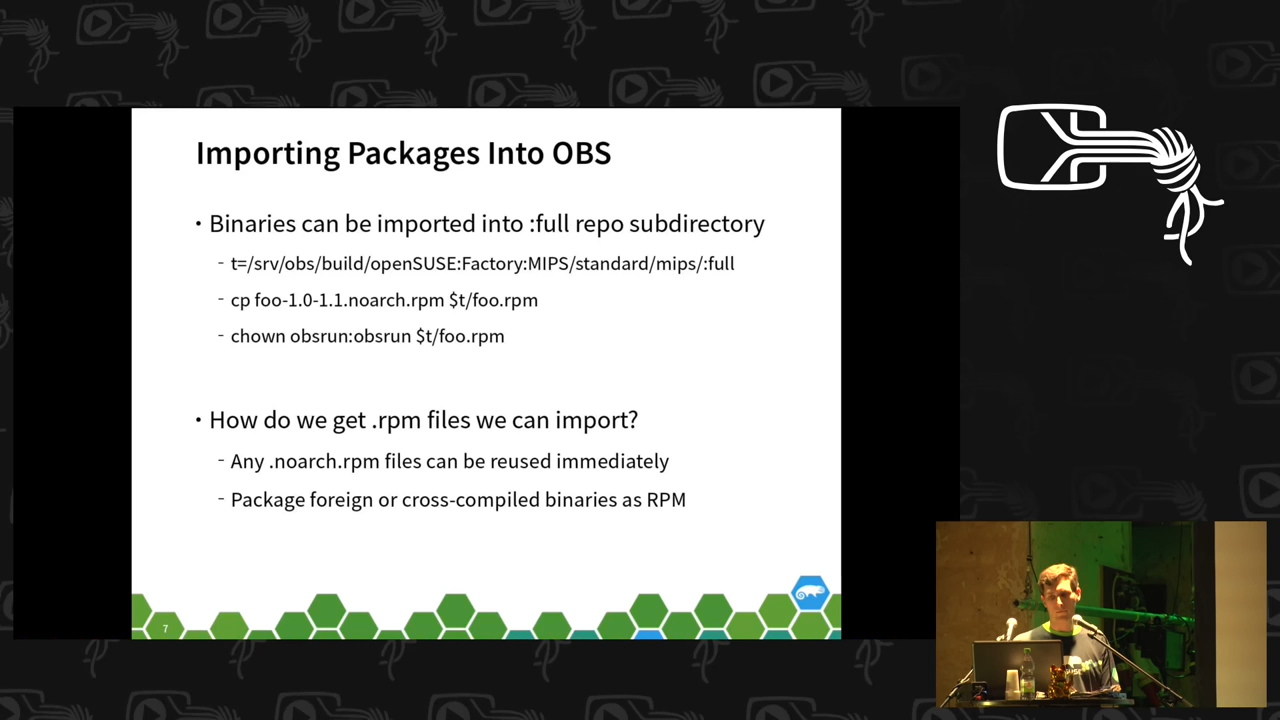 Importing Packages Into OBS
• Binaries can be imported into :full repo subdirectory
- t=/srv/obs/build/openSUSE:Factory:MIPS/standard/mips/:full
- cp foo-1.0-1.1.noarch.rpm $t/foo.rpm
- chown obsrun:obsrun $t/foo.rpm
• How do we get .rpm files we can import?
- Any .noarch.rpm files can be reused immediately
- Package foreign or cross-compiled binaries as RPM
7